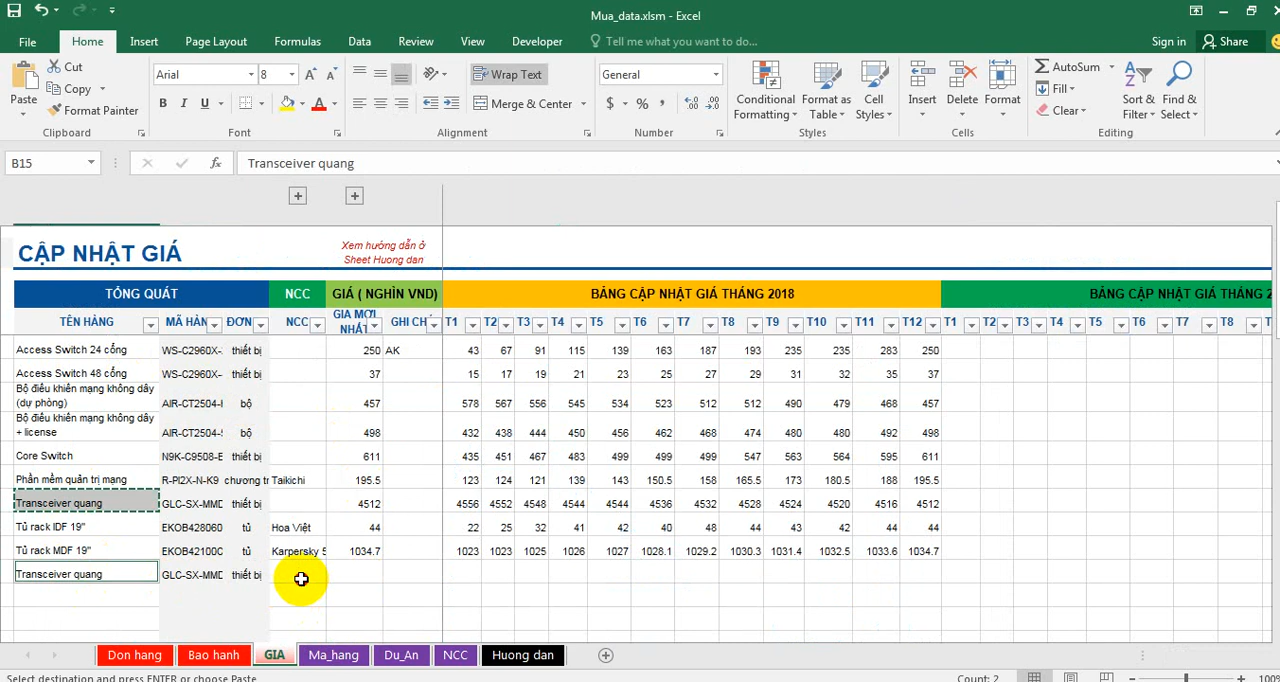 Mua_data.xlsm - Excel
File Home Insert Page Layout Formulas Data Review View Developer Tell me what you want to do... Sign in Share
Paste Cut Copy Format Painter Clipboard
Arial 8 B I U Font
Wrap Text Merge & Center Alignment
General $ % , Number
Conditional Formatting Format as Table Cell Styles Styles
Insert Delete Format Cells
AutoSum Fill Clear Sort & Filter Find & Select Editing
B15 fx Transceiver quang
CẬP NHẬT GIÁ
Xem hướng dẫn ở
Sheet Huong dan
TỔNG QUÁT NCC GIÁ ( NGHÌN VND) BẢNG CẬP NHẬT GIÁ THÁNG 2018 BẢNG CẬP NHẬT GIÁ THÁNG 2
TÊN HÀNG MÃ HÀN ĐƠN NCC GIA MOI NHẤT GHI CH T1 T2 T3 T4 T5 T6 T7 T8 T9 T10 T11 T12 T1 T2 T3 T4 T5 T6 T7 T8
Access Switch 24 cổng WS-C2960X- thiết bị 250 AK 43 67 91 115 139 163 187 193 235 235 283 250
Access Switch 48 cổng WS-C2960X- thiết bị 37 15 17 19 21 23 25 27 29 31 32 35 37
Bộ điều khiển mạng không dây
(dự phòng) AIR-CT2504- bộ 457 578 567 556 545 534 523 512 512 490 479 468 457
Bộ điều khiển mạng không dây
+ license AIR-CT2504- bộ 498 432 438 444 450 456 462 468 474 480 480 492 498
Core Switch N9K-C9508-E thiết bị 611 435 451 467 483 499 499 547 563 564 595 611
Phần mềm quản trị mạng R-PI2X-N-K9 chương tr Taikichi 195.5 123 124 121 139 143 150.5 158 165.5 173 180.5 188 195.5
Transceiver quang GLC-SX-MMD thiết bị 4512 4556 4552 4548 4544 4544 4536 4532 4528 4524 4520 4516 4512
Tủ rack IDF 19" EKOB428060 tủ Hoa Việt 44 22 25 32 41 42 40 48 44 43 42 44 44
Tủ rack MDF 19" EKOB42100 tủ Karpersky 5 1034.7 1023 1023 1025 1026 1027 1028.1 1029.2 1030.3 1031.4 1032.5 1033.6 1034.7
Transceiver quang GLC-SX-MMD thiết bị
Don hang Bao hanh GIA Ma_hang Du_An NCC Huong dan
Select destination and press ENTER or choose Paste Count: 2 100%